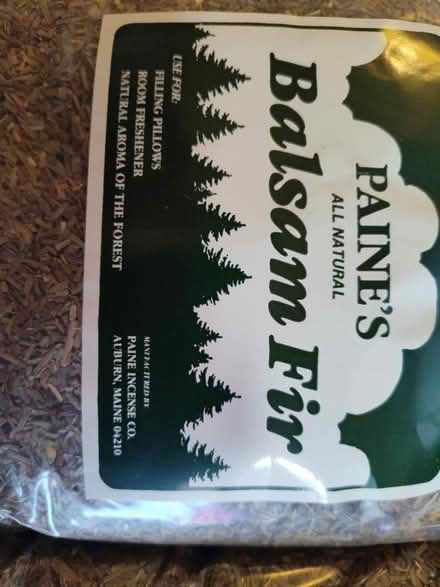 PAINE'S
ALL NATURAL
Balsam Fir
USE FOR:
FILLING PILLOWS
ROOM FRESHENER
NATURAL AROMA OF THE FOREST
MANUFACTURED BY
PAINE INCENSE CO.
AUBURN, MAINE 04210